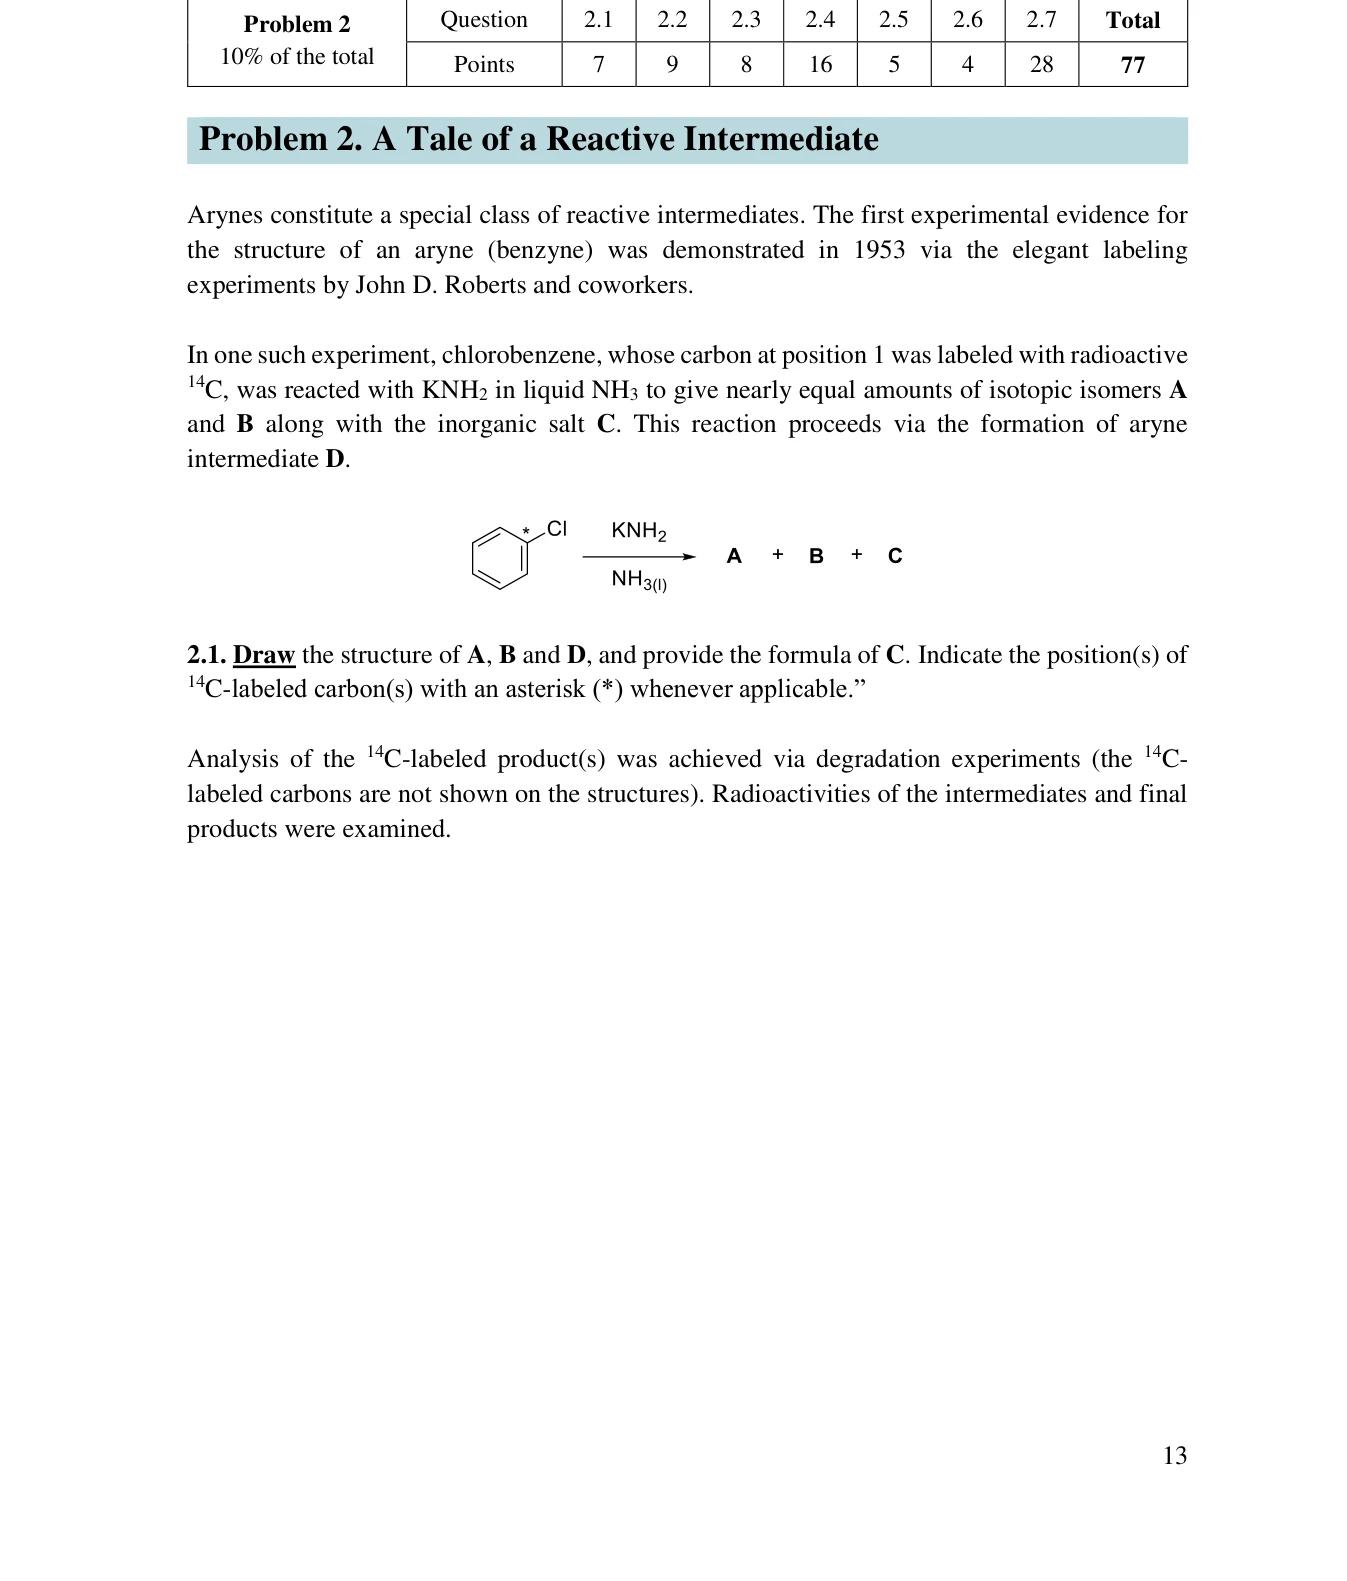 Problem 2
10% of the total
Question 2.1 2.2 2.3 2.4 2.5 2.6 2.7 Total
Points 7 9 8 16 5 4 28 77
Problem 2. A Tale of a Reactive Intermediate
Arynes constitute a special class of reactive intermediates. The first experimental evidence for
the structure of an aryne (benzyne) was demonstrated in 1953 via the elegant labeling
experiments by John D. Roberts and coworkers.
In one such experiment, chlorobenzene, whose carbon at position 1 was labeled with radioactive
¹⁴C, was reacted with KNH₂ in liquid NH₃ to give nearly equal amounts of isotopic isomers A
and B along with the inorganic salt C. This reaction proceeds via the formation of aryne
intermediate D.
* Cl
KNH₂
NH₃₍ₗ₎
A + B + C
2.1. Draw the structure of A, B and D, and provide the formula of C. Indicate the position(s) of
¹⁴C-labeled carbon(s) with an asterisk (*) whenever applicable.”
Analysis of the ¹⁴C-labeled product(s) was achieved via degradation experiments (the ¹⁴C-
labeled carbons are not shown on the structures). Radioactivities of the intermediates and final
products were examined.
13